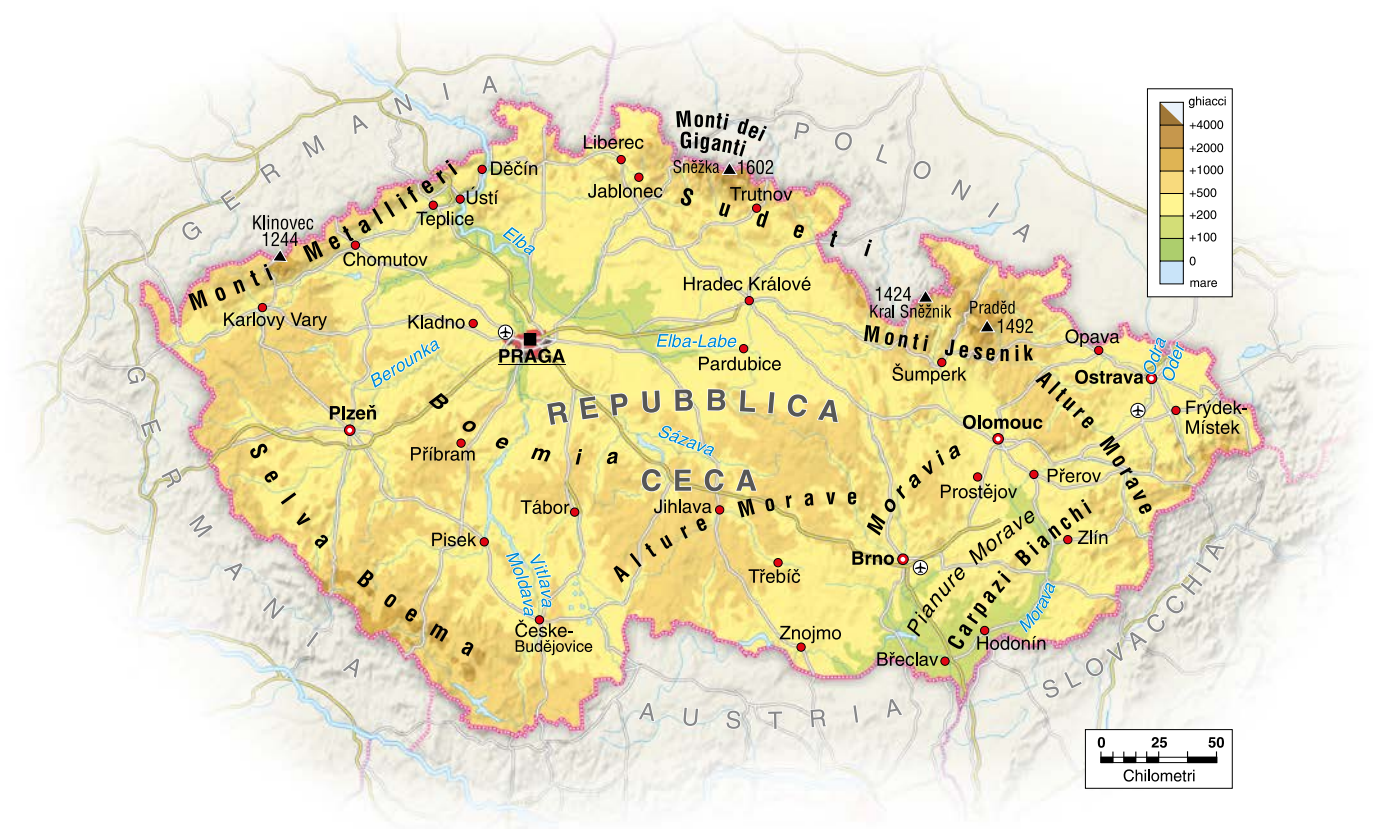 GERMANIA
POLONIA
GERMANIA
AUSTRIA
SLOVACCHIA
REPUBBLICA
CECA
Monti dei
Giganti
Sněžka 1602
Sudeti
Liberec
Jablonec
Trutnov
Děčín
Ústí
Teplice
Elba
Monti Metalliferi
Klinovec
1244
Chomutov
Karlovy Vary
Kladno
PRAGA
Berounka
Hradec Králové
Elba-Labe
Pardubice
1424
Kral Sněžnik
Praděd
1492
Monti Jesenik
Šumperk
Opava
Odra
Oder
Ostrava
Frýdek-
Místek
Alture Morave
Plzeň
Boemia
Příbram
Sázava
Olomouc
Moravia
Prostějov
Přerov
Selva Boema
Tábor
Jihlava
Alture Morave
Pisek
Vitlava
Moldava
Třebíč
Brno
Pianure Morave
Carpazi Bianchi
Zlín
Morava
Česke-
Budějovice
Znojmo
Břeclav
Hodonín
ghiacci
+4000
+2000
+1000
+500
+200
+100
0
mare
0 25 50
Chilometri